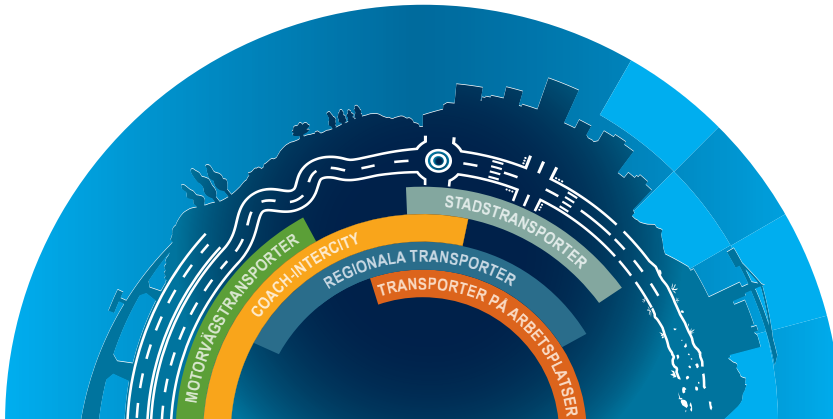 STADSTRANSPORTER
MOTORVÄGSTRANSPORTER
COACH-INTERCITY
REGIONALA TRANSPORTER
TRANSPORTER PÅ ARBETSPLATSER